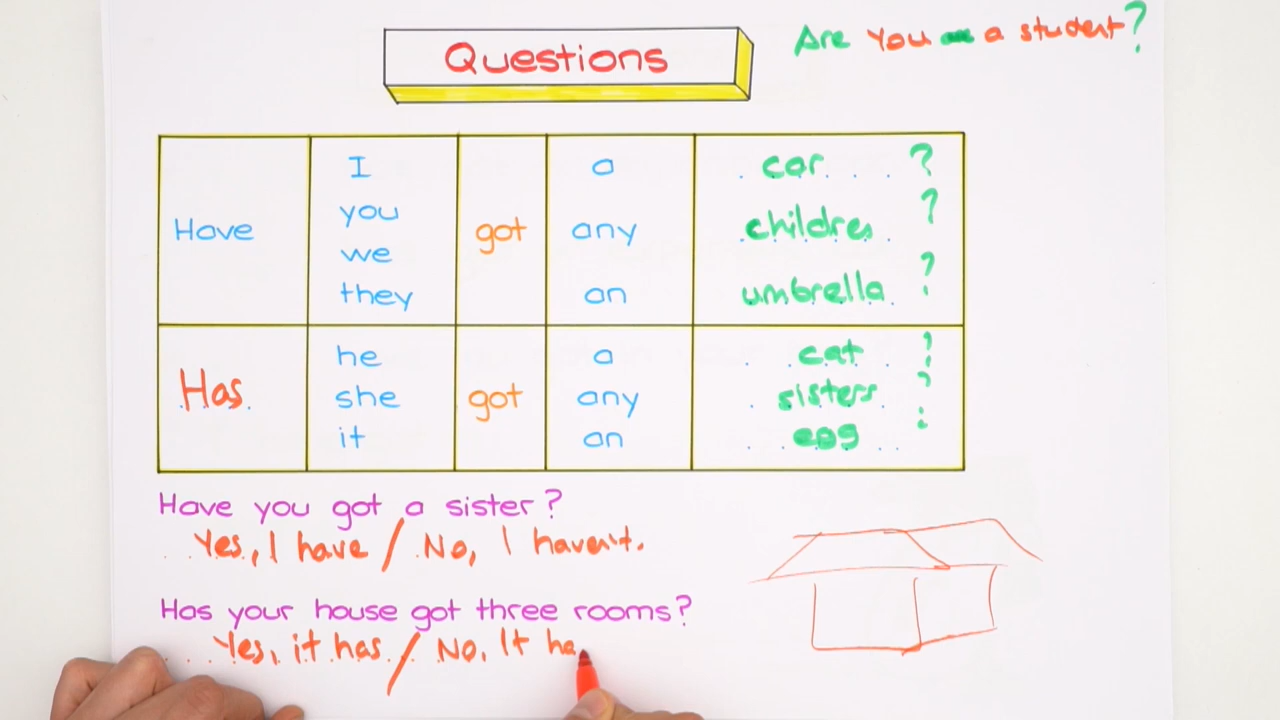 Questions
Are you a student?
Have
I
you
we
they
got
a
any
an
car ?
childres ?
umbrella ?
Has
he
she
it
got
a
any
an
cat ?
sisters ?
egg
Have you got a sister?
Yes, I have / No, I haven't.
Has your house got three rooms?
Yes, it has / No, It ha